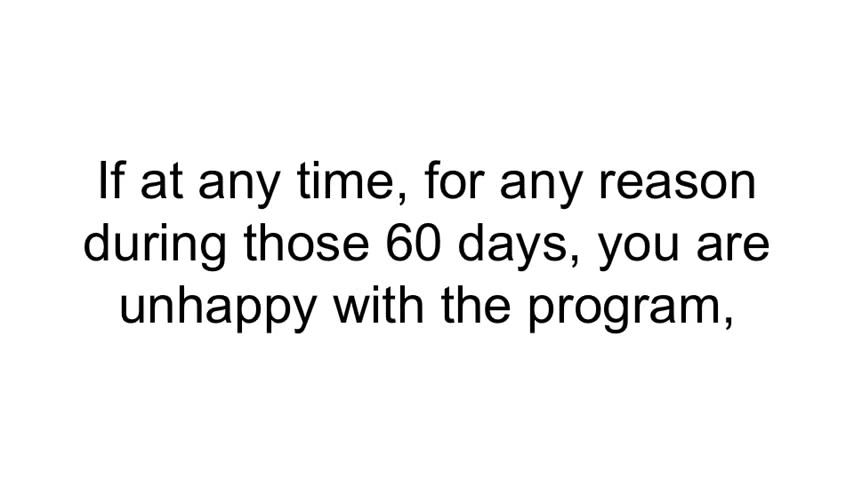 If at any time, for any reason
during those 60 days, you are
unhappy with the program,